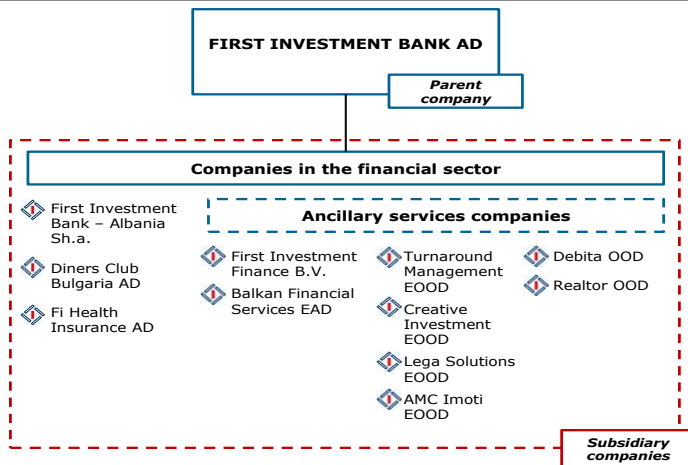 FIRST INVESTMENT BANK AD
Parent
company
Companies in the financial sector
First Investment
Bank – Albania
Sh.a.
Diners Club
Bulgaria AD
Fi Health
Insurance AD
Ancillary services companies
First Investment
Finance B.V.
Balkan Financial
Services EAD
Turnaround
Management
EOOD
Creative
Investment
EOOD
Lega Solutions
EOOD
AMC Imoti
EOOD
Debita OOD
Realtor OOD
Subsidiary
companies